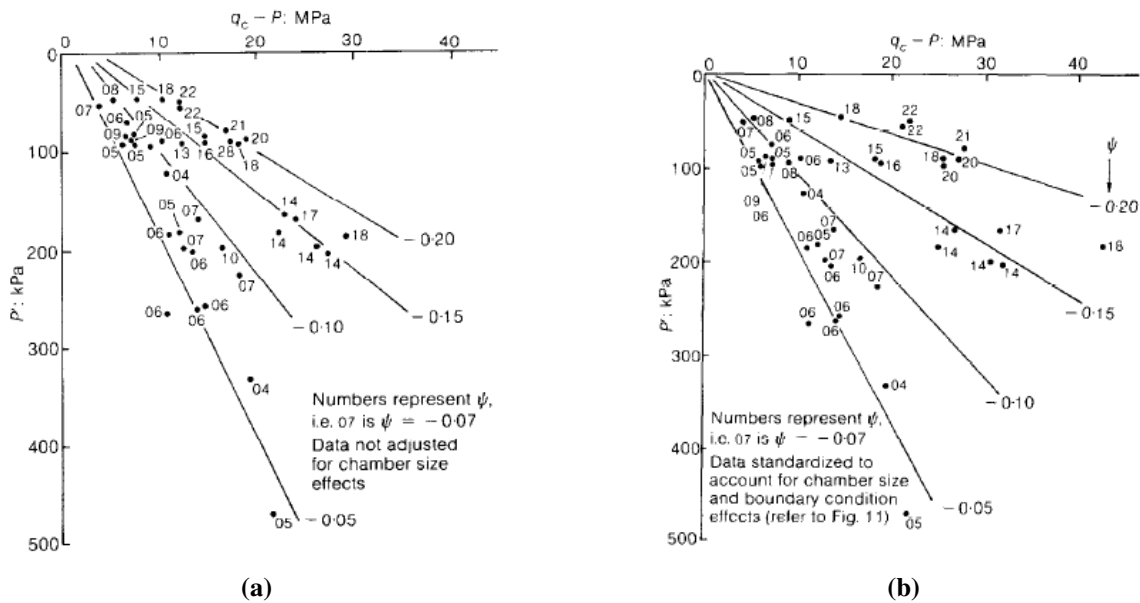 q_c − P: MPa
0 10 20 30 40
0
08 15 18 22
07 05 22
06 15 21
09 09 06 20
100
05 05 13 16 28 18
04
05 07 14 17
06 07 14 18
200
06 10 14 14
07
06 06
06
300
04
400
05
500
P′: kPa
−0·20
−0·15
−0·10
−0·05
Numbers represent ψ,
i.e. 07 is ψ = −0·07
Data not adjusted
for chamber size
effects
(a)
q_c − P: MPa
0 10 20 30 40
0
08 15 18 22
07 22
06 21
05 05 06 15 18 20
100
08 13 16 20
09 04
06
07 14 17
06 05 14 18
200
07 10 14 14
06 07
06 06
06
300
04
400
05
500
P′: kPa
ψ
−0·20
−0·15
−0·10
−0·05
Numbers represent ψ,
i.e. 07 is ψ − −0·07
Data standardized to
account for chamber size
and boundary condition
effects (refer to Fig. 11)
(b)